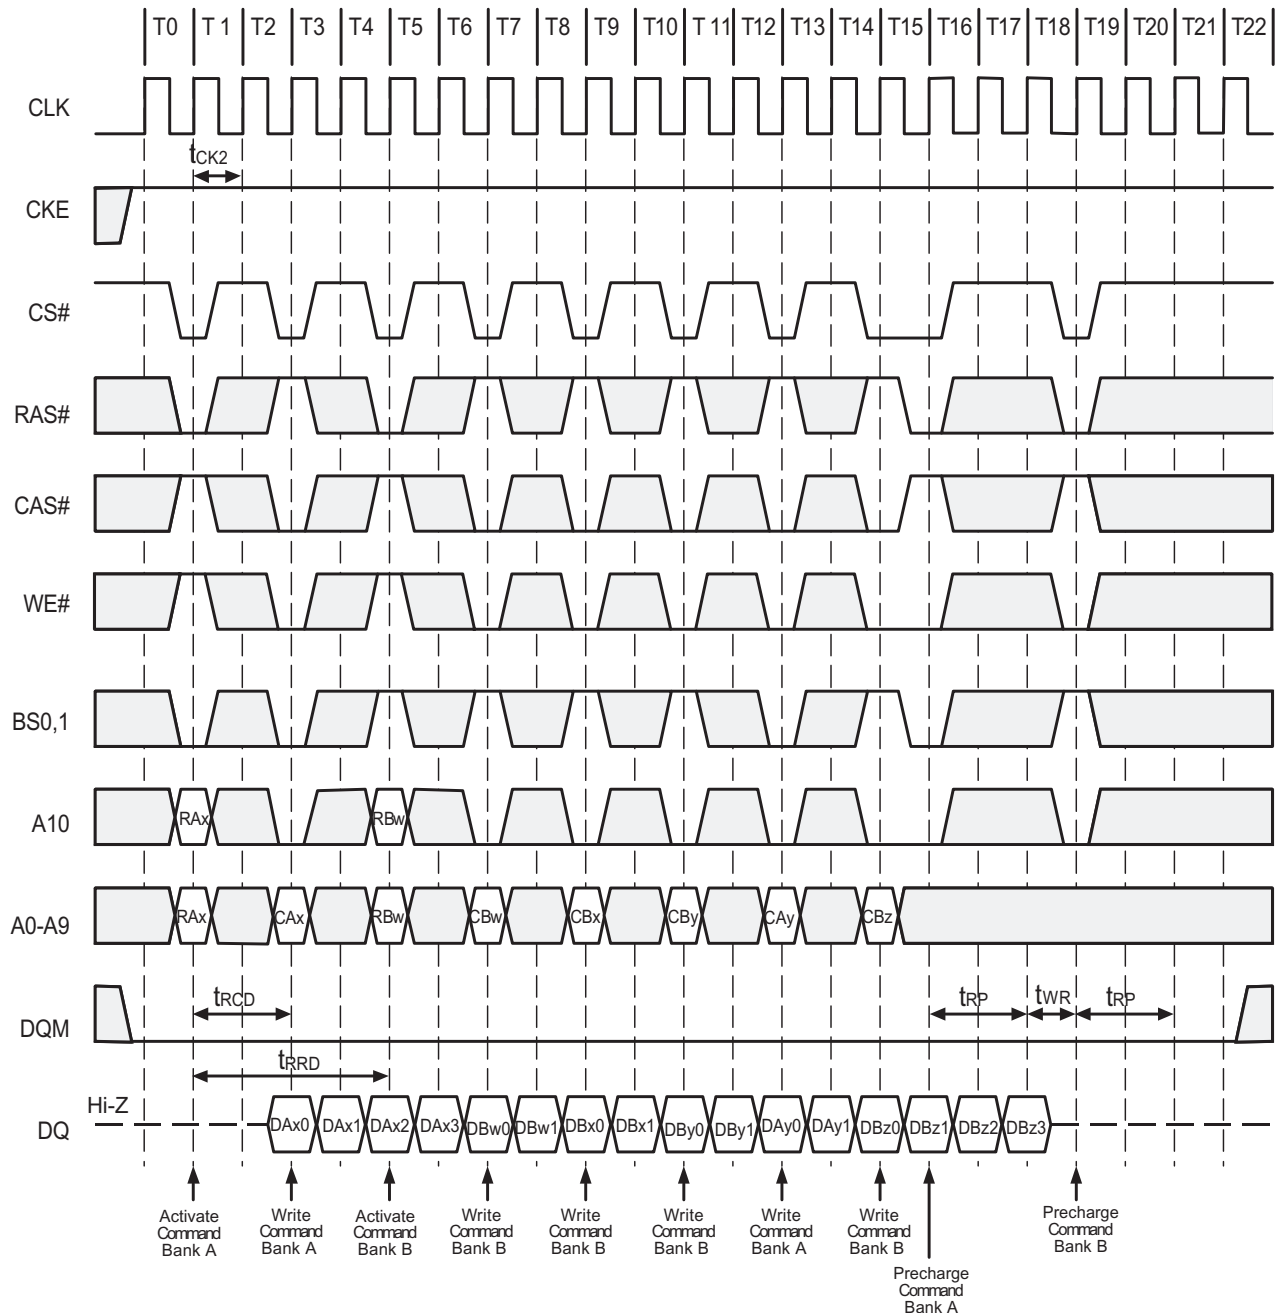 T0 T 1 T2 T3 T4 T5 T6 T7 T8 T9 T10 T 11 T12 T13 T14 T15 T16 T17 T18 T19 T20 T21 T22
CLK
tCK2
CKE
CS#
RAS#
CAS#
WE#
BS0,1
A10
RAx RBw
A0-A9
RAx CAx RBw CBw CBx CBy CAy CBz
DQM
tRCD tRP tWR tRP
tRRD
Hi-Z
DQ
DAx0 DAx1 DAx2 DAx3 DBw0 DBw1 DBx0 DBx1 DBy0 DBy1 DAy0 DAy1 DBz0 DBz1 DBz2 DBz3
Activate
Command
Bank A
Write
Command
Bank A
Activate
Command
Bank B
Write
Command
Bank B
Write
Command
Bank B
Write
Command
Bank B
Write
Command
Bank A
Write
Command
Bank B
Precharge
Command
Bank A
Precharge
Command
Bank B